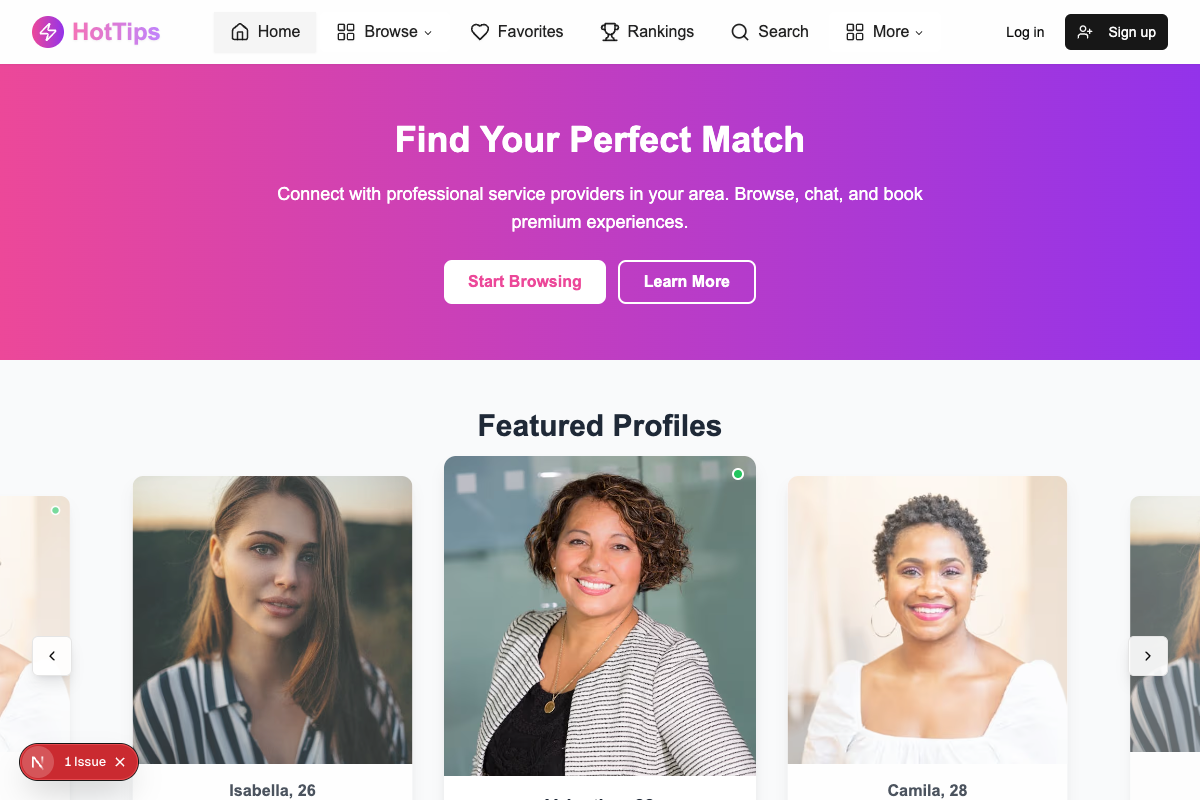 HotTips
Home
Browse
Favorites
Rankings
Search
More
Log in
Sign up
Find Your Perfect Match
Connect with professional service providers in your area. Browse, chat, and book
premium experiences.
Start Browsing
Learn More
Featured Profiles
N
1 Issue
Isabella, 26
Camila, 28